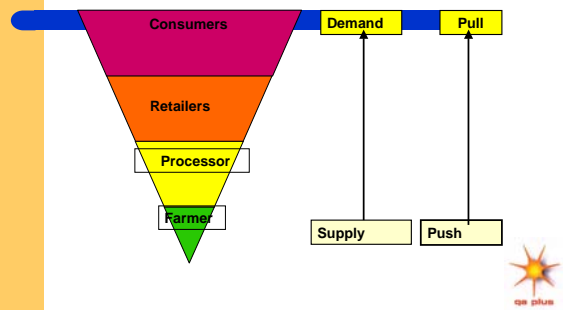 Consumers
Demand
Pull
Retailers
Processor
Farmer
Supply
Push
qa plus